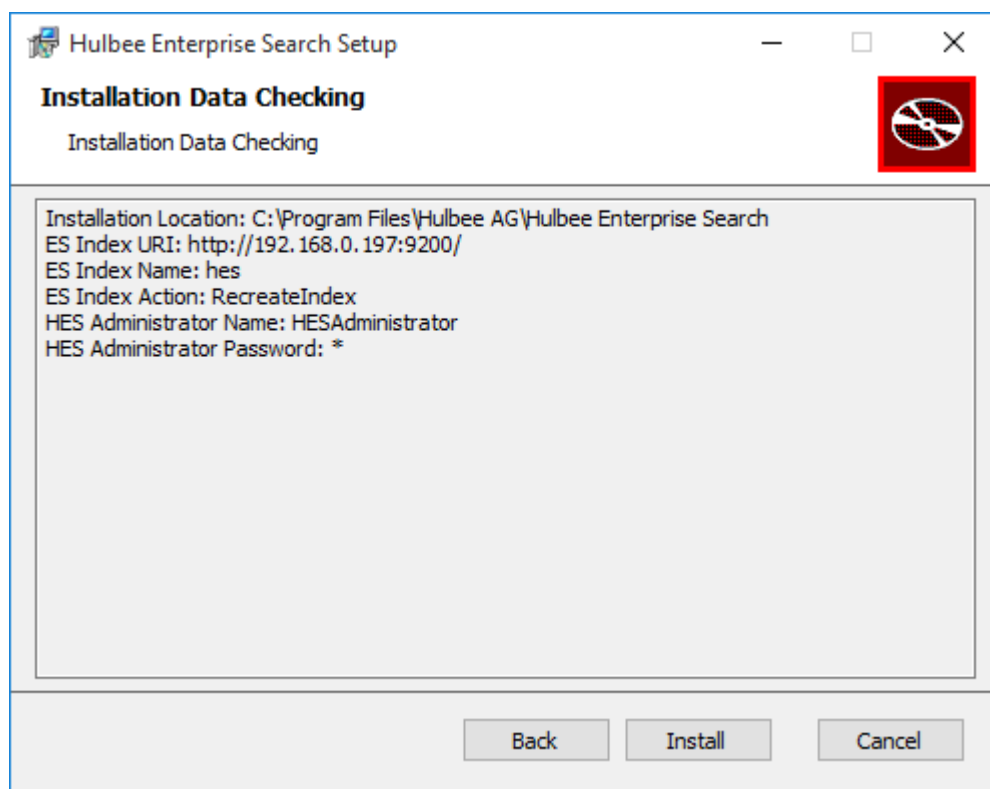 Hulbee Enterprise Search Setup
Installation Data Checking
Installation Data Checking
Installation Location: C:\Program Files\Hulbee AG\Hulbee Enterprise Search
ES Index URI: http://192.168.0.197:9200/
ES Index Name: hes
ES Index Action: RecreateIndex
HES Administrator Name: HESAdministrator
HES Administrator Password: *
Back Install Cancel